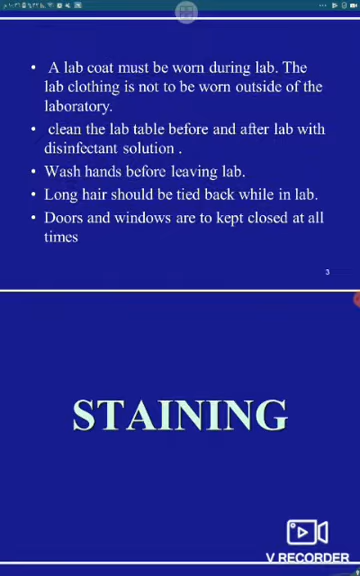 • A lab coat must be worn during lab. The
lab clothing is not to be worn outside of the
laboratory.
• clean the lab table before and after lab with
disinfectant solution .
• Wash hands before leaving lab.
• Long hair should be tied back while in lab.
• Doors and windows are to kept closed at all
times
3
STAINING
V RECORDER